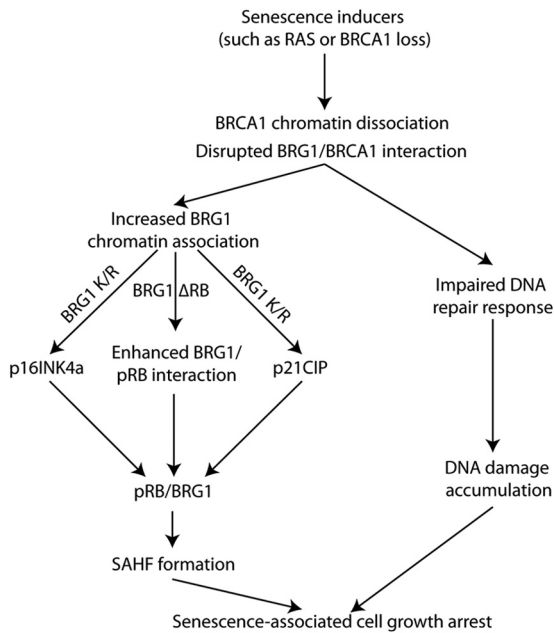 Senescence inducers
(such as RAS or BRCA1 loss)
BRCA1 chromatin dissociation
Disrupted BRG1/BRCA1 interaction
Increased BRG1
chromatin association
BRG1 K/R
BRG1 ΔRB
BRG1 K/R
Impaired DNA
repair response
p16INK4a
Enhanced BRG1/
pRB interaction
p21CIP
DNA damage
accumulation
pRB/BRG1
SAHF formation
Senescence-associated cell growth arrest